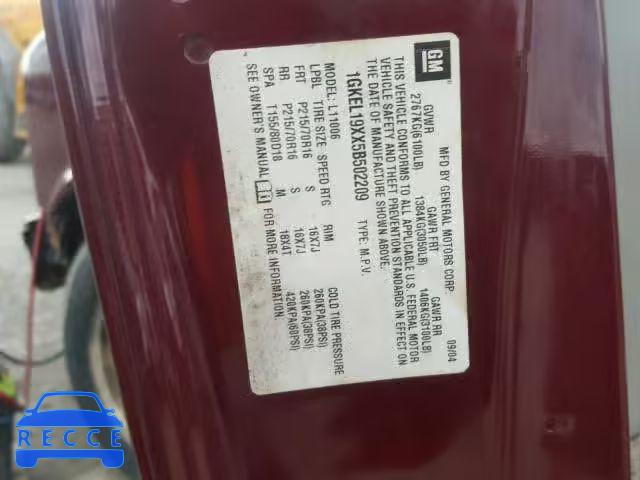 GM
MFD BY GENERAL MOTORS CORP. 09/04
GVWR GAWR FRT GAWR RR
2767KG(6100LB) 1384KG(3050LB) 1406KG(3100LB)
THIS VEHICLE CONFORMS TO ALL APPLICABLE U.S. FEDERAL MOTOR
VEHICLE SAFETY AND THEFT PREVENTION STANDARDS IN EFFECT ON
THE DATE OF MANUFACTURE SHOWN ABOVE.
1GKEL19XX5B502209 TYPE: M.P.V.
MODEL: L11006
LPBL TIRE SIZE SPEED RTG RIM COLD TIRE PRESSURE
FRT P215/70R16 S 16X7J 260KPA(38PSI)
RR P215/70R16 S 16X7J 260KPA(38PSI)
SPA T155/80D18 M 18X4T 420KPA(60PSI)
SEE OWNER'S MANUAL FOR MORE INFORMATION
RECCE